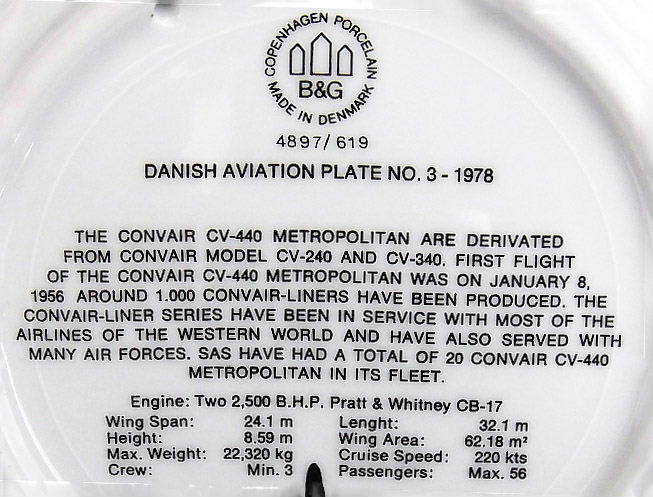 COPENHAGEN PORCELAIN
B&G
MADE IN DENMARK
4897/619
DANISH AVIATION PLATE NO. 3 - 1978
THE CONVAIR CV-440 METROPOLITAN ARE DERIVATED
FROM CONVAIR MODEL CV-240 AND CV-340. FIRST FLIGHT
OF THE CONVAIR CV-440 METROPOLITAN WAS ON JANUARY 8,
1956 AROUND 1.000 CONVAIR-LINERS HAVE BEEN PRODUCED. THE
CONVAIR-LINER SERIES HAVE BEEN IN SERVICE WITH MOST OF THE
AIRLINES OF THE WESTERN WORLD AND HAVE ALSO SERVED WITH
MANY AIR FORCES. SAS HAVE HAD A TOTAL OF 20 CONVAIR CV-440
METROPOLITAN IN ITS FLEET.
Engine: Two 2,500 B.H.P. Pratt & Whitney CB-17
Wing Span: 24.1 m Lenght: 32.1 m
Height: 8.59 m Wing Area: 62.18 m²
Max. Weight: 22,320 kg Cruise Speed: 220 kts
Crew: Min. 3 Passengers: Max. 56